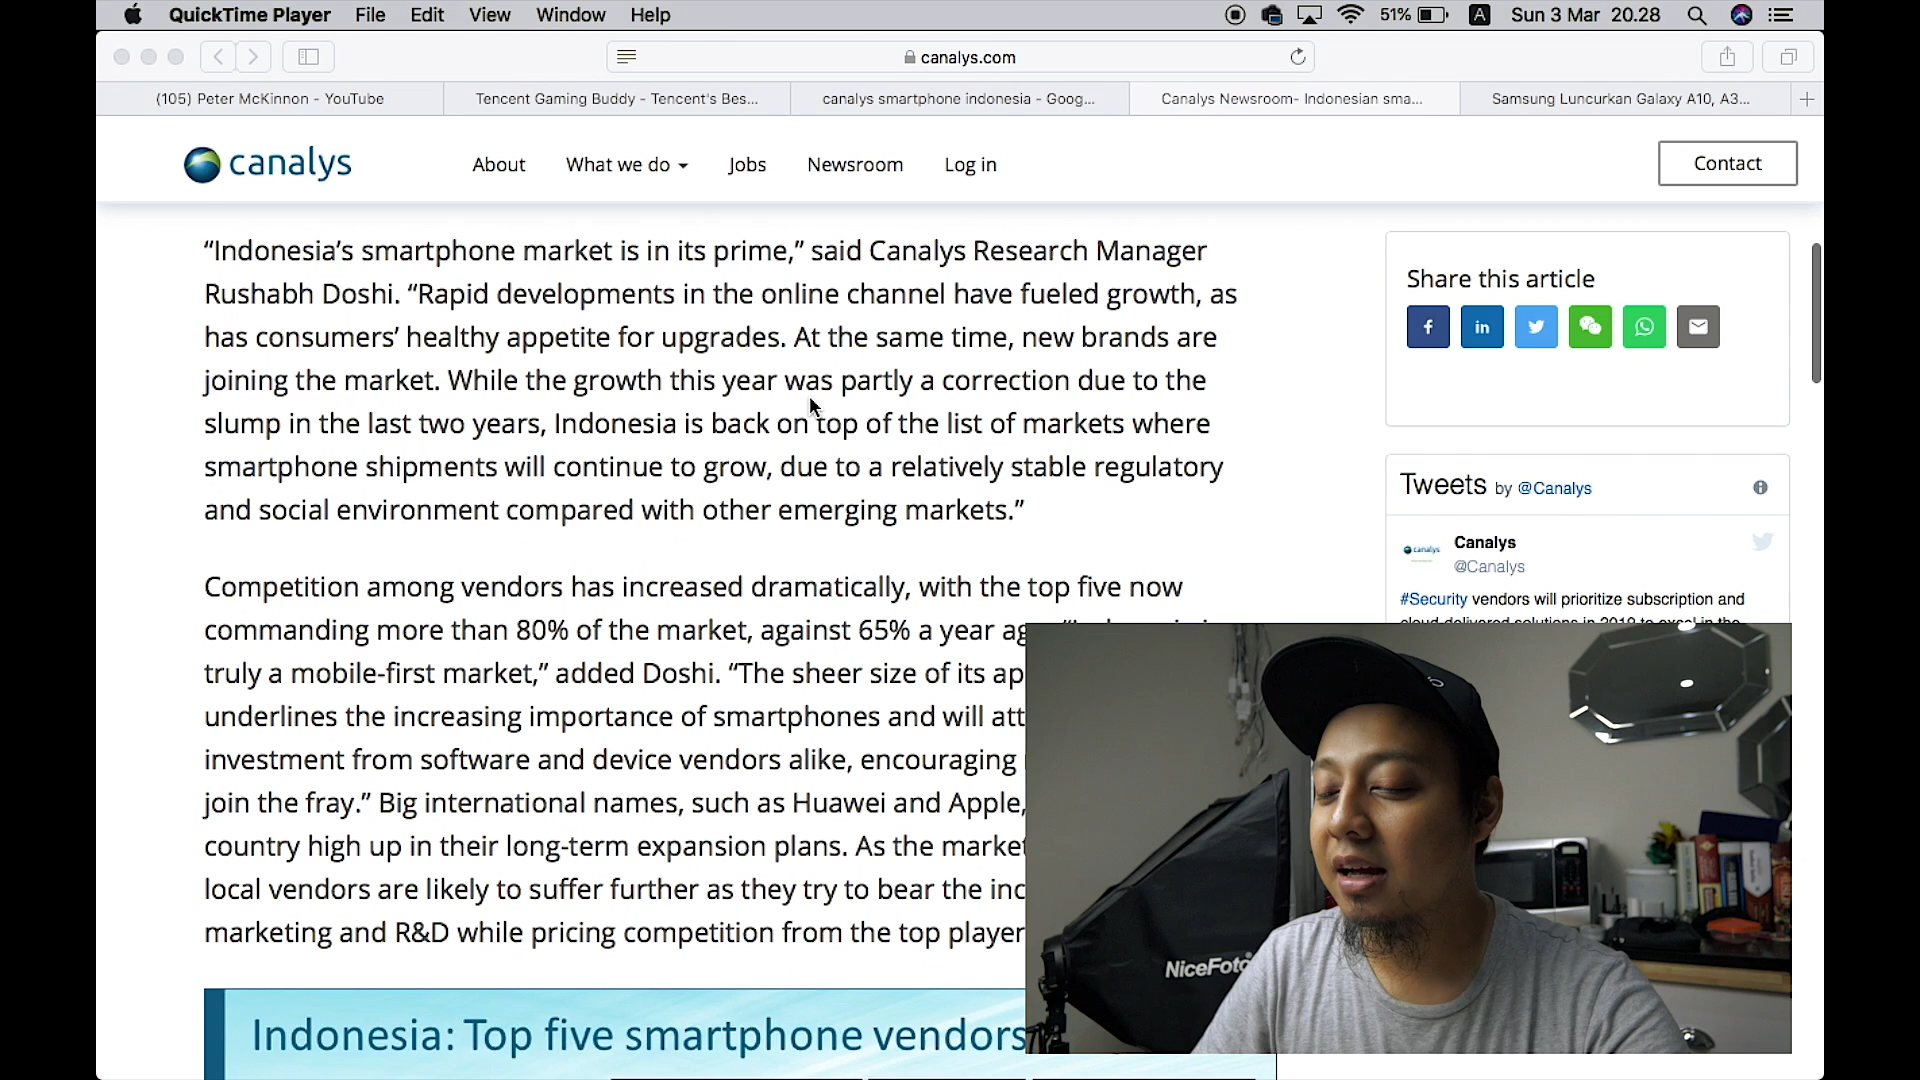 QuickTime Player File Edit View Window Help 51% A Sun 3 Mar 20.28
canalys.com
(105) Peter McKinnon - YouTube
Tencent Gaming Buddy - Tencent's Bes...
canalys smartphone indonesia - Goog...
Canalys Newsroom- Indonesian sma...
Samsung Luncurkan Galaxy A10, A3...
canalys
About What we do Jobs Newsroom Log in
Contact
“Indonesia’s smartphone market is in its prime,” said Canalys Research Manager
Rushabh Doshi. “Rapid developments in the online channel have fueled growth, as
has consumers’ healthy appetite for upgrades. At the same time, new brands are
joining the market. While the growth this year was partly a correction due to the
slump in the last two years, Indonesia is back on top of the list of markets where
smartphone shipments will continue to grow, due to a relatively stable regulatory
and social environment compared with other emerging markets.”
Competition among vendors has increased dramatically, with the top five now
commanding more than 80% of the market, against 65% a year
truly a mobile-first market,” added Doshi. “The sheer size of its
underlines the increasing importance of smartphones and will
investment from software and device vendors alike, encouraging
join the fray.” Big international names, such as Huawei and Apple,
country high up in their long-term expansion plans. As the
local vendors are likely to suffer further as they try to bear the
marketing and R&D while pricing competition from the top
Indonesia: Top five smartphone vendors
Share this article
f in
Tweets by @Canalys
canalys
Canalys
@Canalys
#Security vendors will prioritize subscription and
cloud-delivered solutions in 2019 to excel in the
NiceFoto